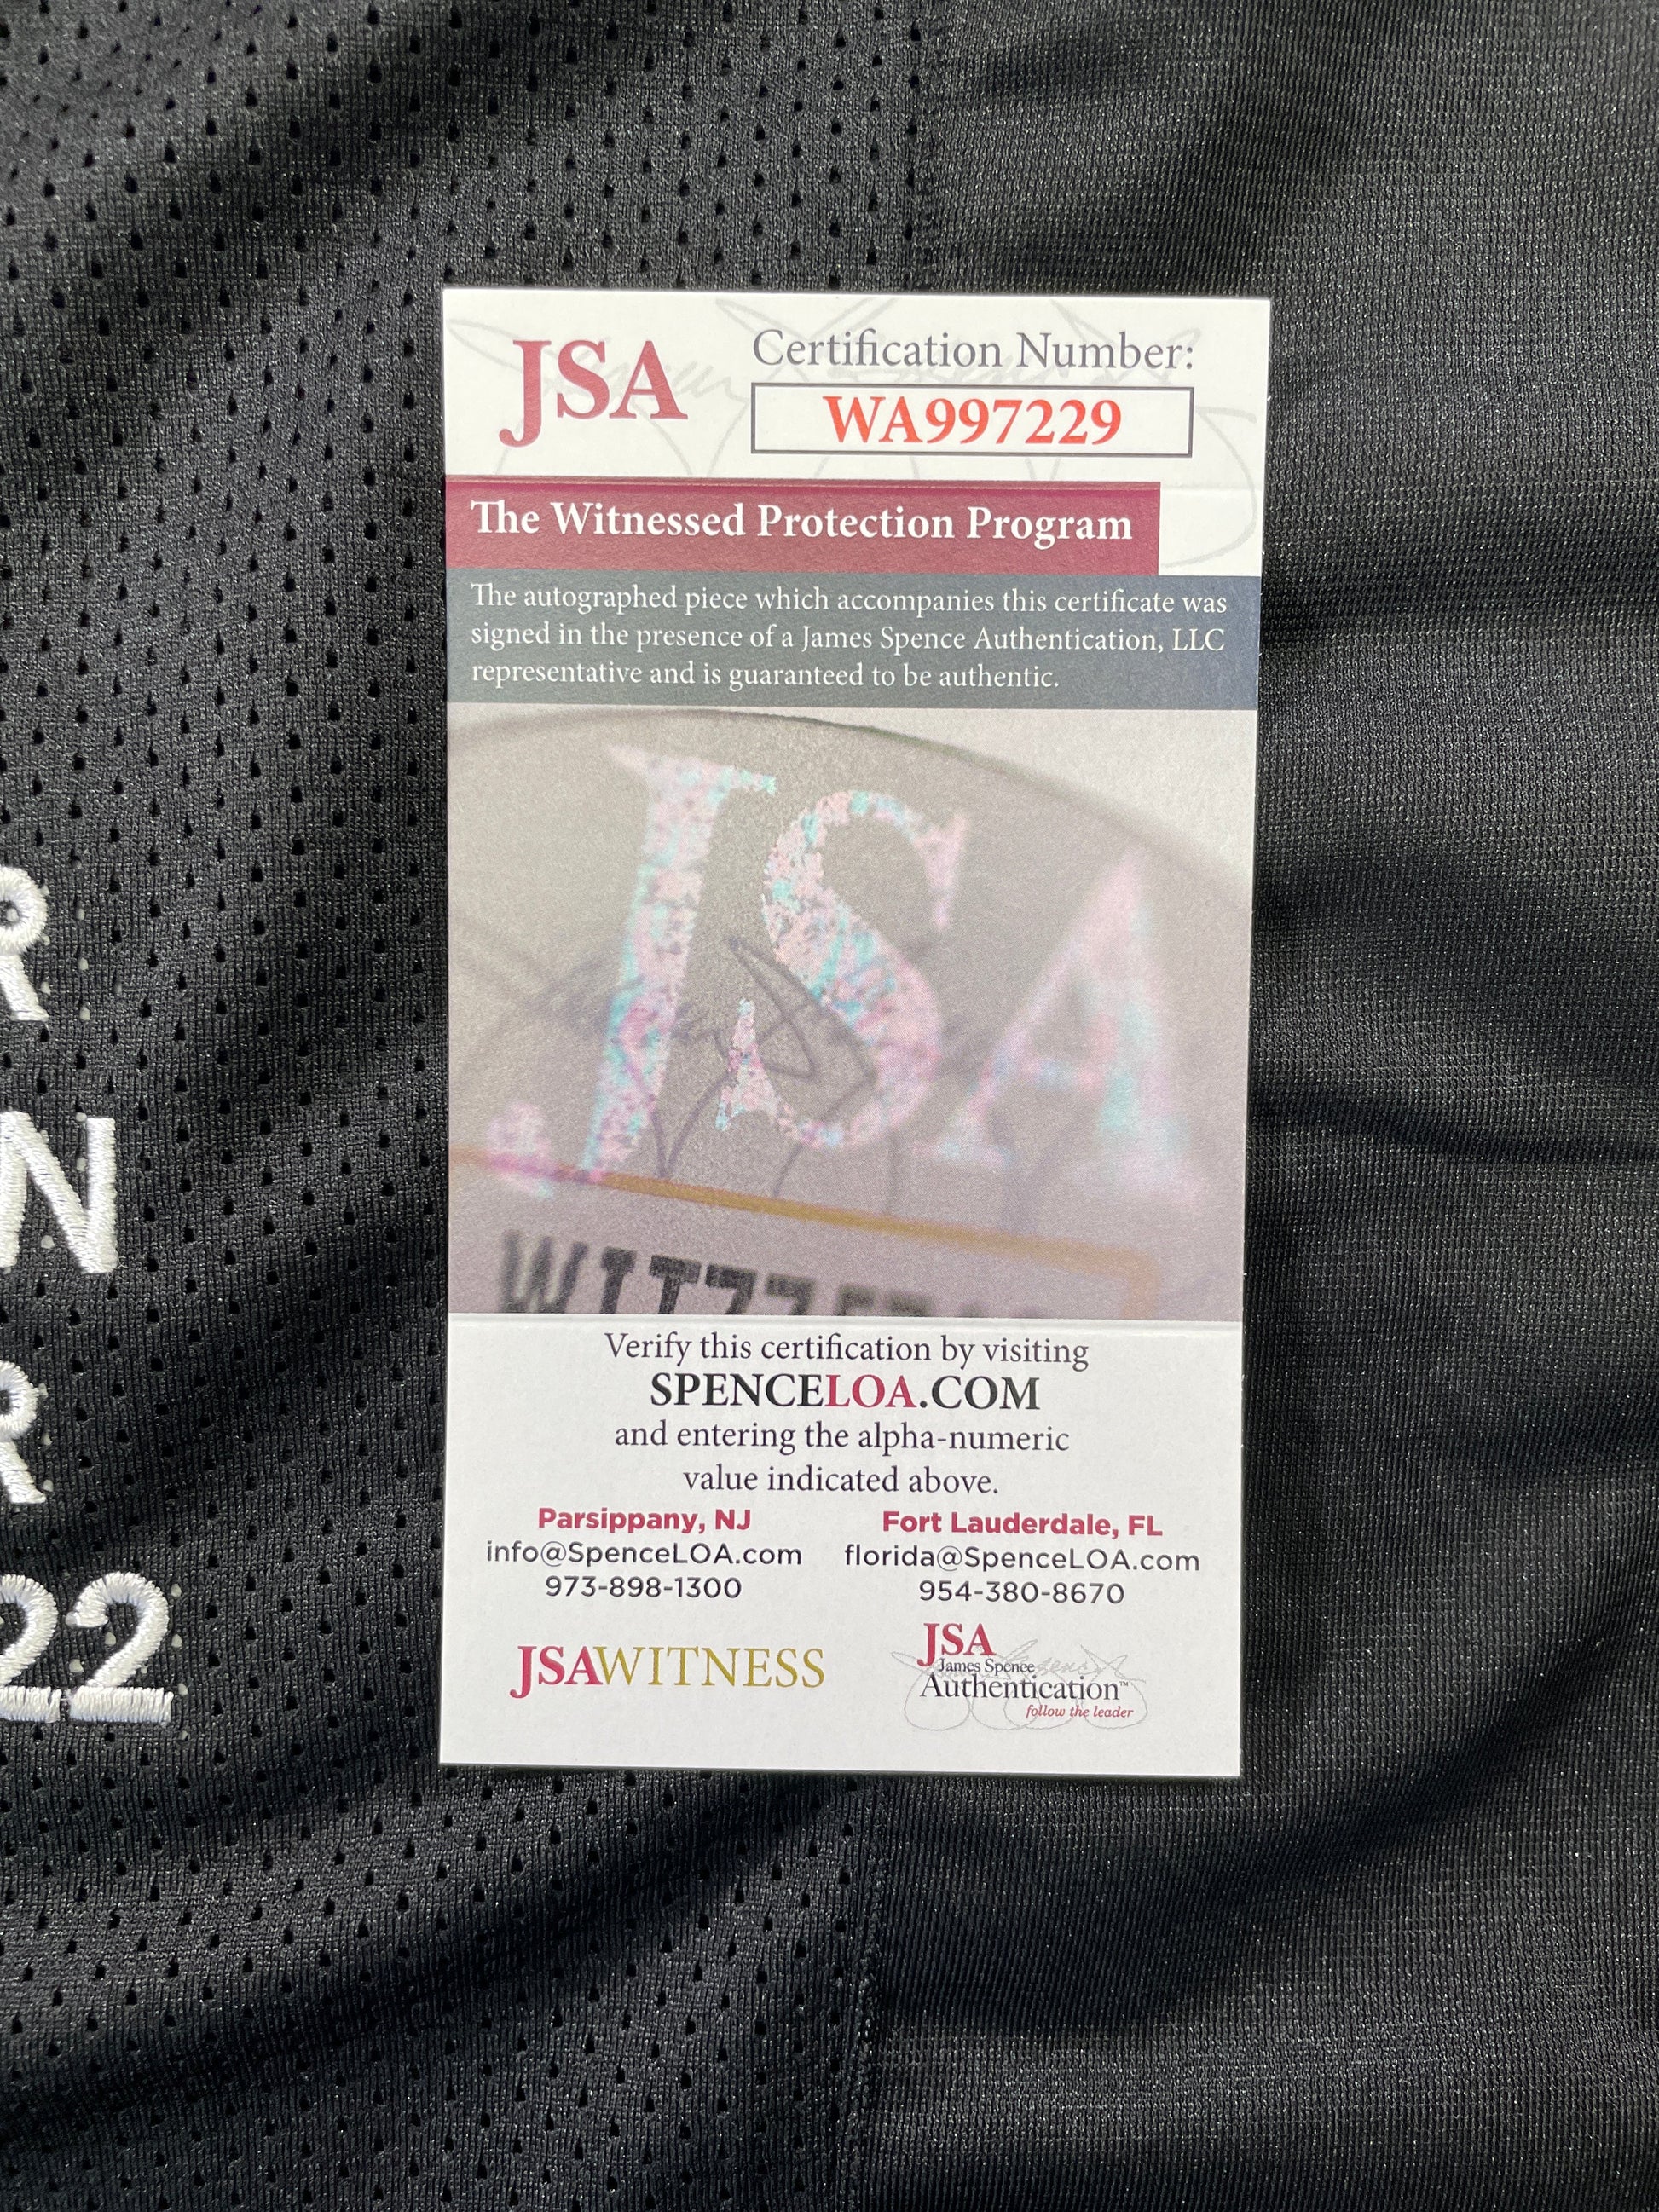 JSA
Certification Number:
WA997229
The Witnessed Protection Program
The autographed piece which accompanies this certificate was
signed in the presence of a James Spence Authentication, LLC
representative and is guaranteed to be authentic.
JSA
R
N
R
22
Verify this certification by visiting
SPENCELOA.COM
and entering the alpha-numeric
value indicated above.
Parsippany, NJ
info@SpenceLOA.com
973-898-1300
Fort Lauderdale, FL
florida@SpenceLOA.com
954-380-8670
JSAWITNESS
JSA
James Spence
Authentication™
follow the leader